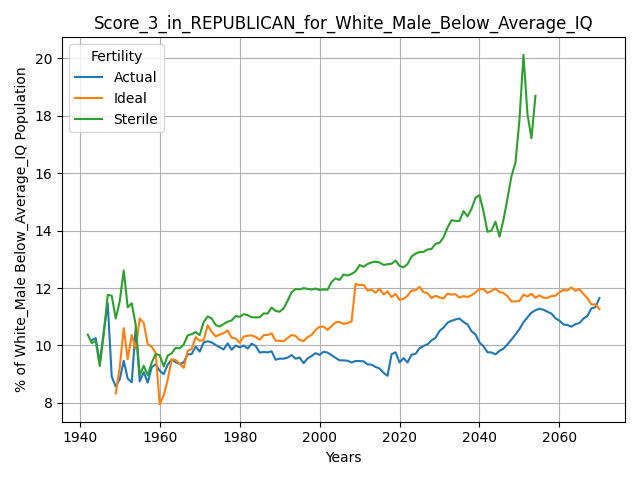 Score_3_in_REPUBLICAN_for_White_Male_Below_Average_IQ
Fertility
Actual
Ideal
Sterile
% of White_Male Below_Average_IQ Population
20
18
16
14
12
10
8
1940
1960
1980
2000
2020
2040
2060
Years